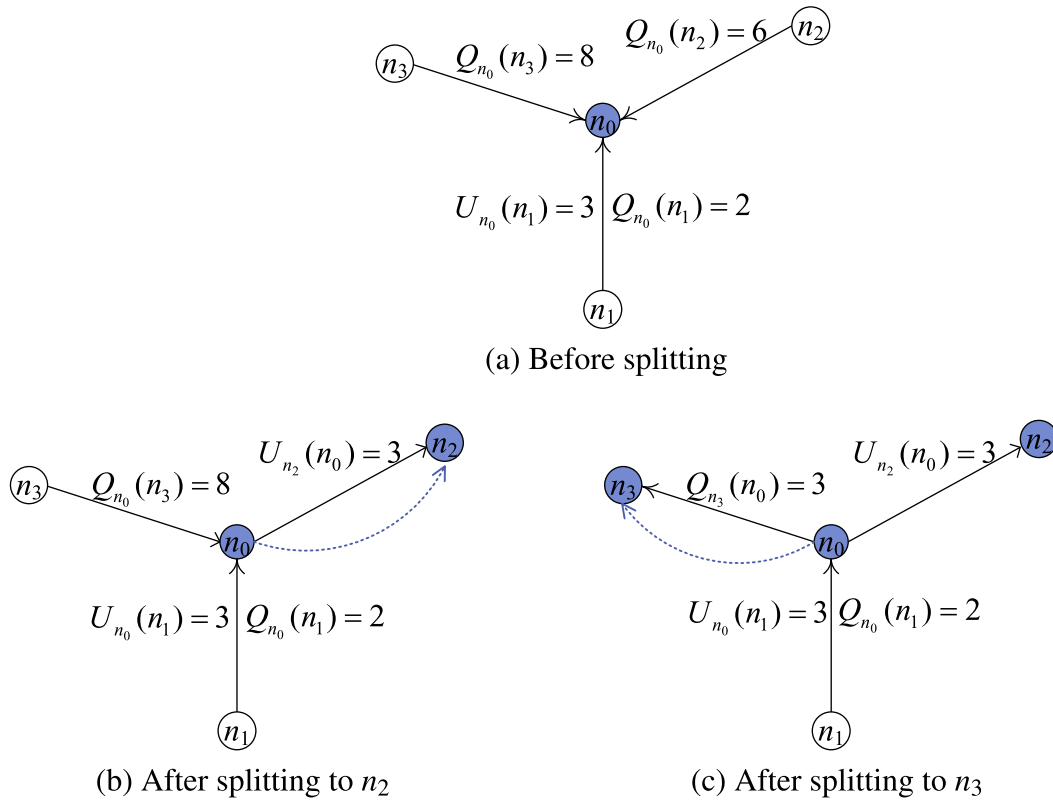 n₃
Q_{n₀}(n₃) = 8
Q_{n₀}(n₂) = 6
n₂
n₀
U_{n₀}(n₁) = 3
Q_{n₀}(n₁) = 2
n₁
(a) Before splitting
n₃
Q_{n₀}(n₃) = 8
U_{n₂}(n₀) = 3
n₂
n₀
U_{n₀}(n₁) = 3
Q_{n₀}(n₁) = 2
n₁
(b) After splitting to n₂
n₃
Q_{n₃}(n₀) = 3
U_{n₂}(n₀) = 3
n₂
n₀
U_{n₀}(n₁) = 3
Q_{n₀}(n₁) = 2
n₁
(c) After splitting to n₃